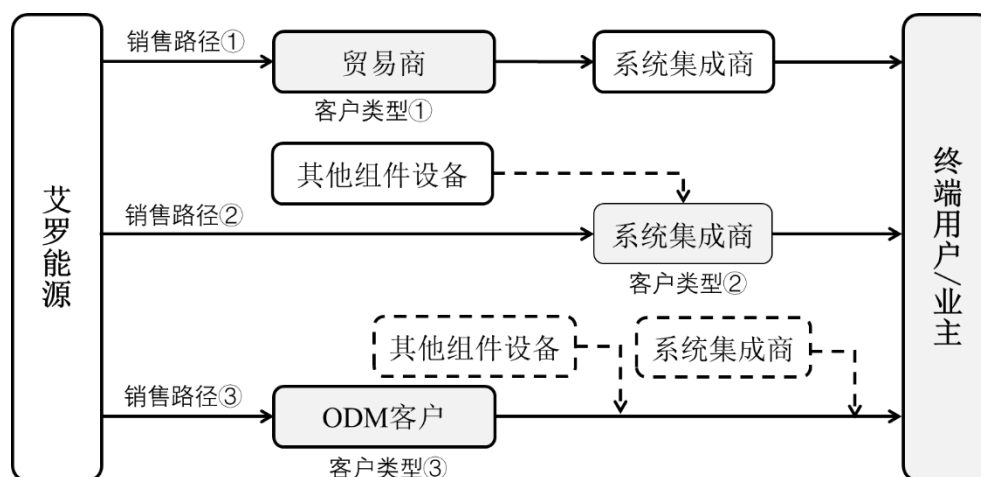 艾罗能源
销售路径①
贸易商
客户类型①
系统集成商
其他组件设备
销售路径②
系统集成商
客户类型②
其他组件设备
系统集成商
销售路径③
ODM客户
客户类型③
终端用户/业主